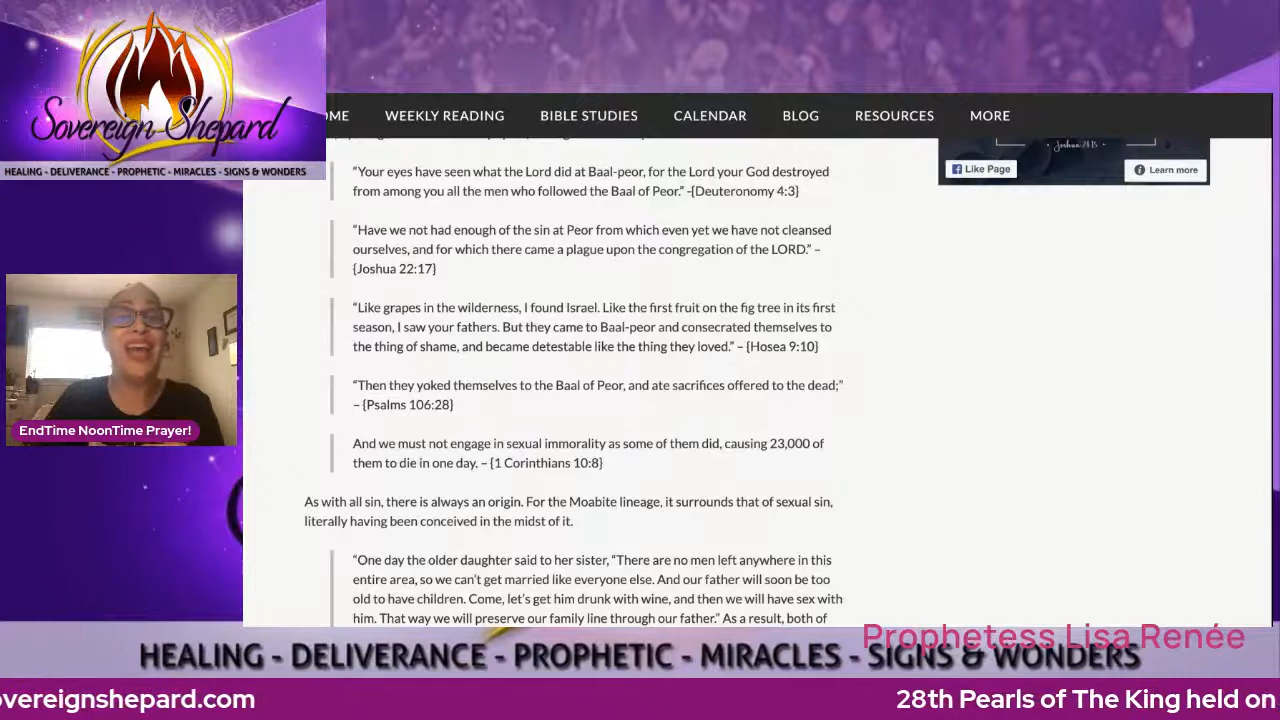 Sovereign Shepard
HEALING - DELIVERANCE - PROPHETIC - MIRACLES - SIGNS & WONDERS
OME WEEKLY READING BIBLE STUDIES CALENDAR BLOG RESOURCES MORE
Joshua 24:15
Like Page Learn more
“Your eyes have seen what the Lord did at Baal-peor, for the Lord your God destroyed
from among you all the men who followed the Baal of Peor.” -{Deuteronomy 4:3}
“Have we not had enough of the sin at Peor from which even yet we have not cleansed
ourselves, and for which there came a plague upon the congregation of the LORD.” –
{Joshua 22:17}
“Like grapes in the wilderness, I found Israel. Like the first fruit on the fig tree in its first
season, I saw your fathers. But they came to Baal-peor and consecrated themselves to
the thing of shame, and became detestable like the thing they loved.” – {Hosea 9:10}
“Then they yoked themselves to the Baal of Peor, and ate sacrifices offered to the dead;”
– {Psalms 106:28}
And we must not engage in sexual immorality as some of them did, causing 23,000 of
them to die in one day. – {1 Corinthians 10:8}
As with all sin, there is always an origin. For the Moabite lineage, it surrounds that of sexual sin,
literally having been conceived in the midst of it.
“One day the older daughter said to her sister, “There are no men left anywhere in this
entire area, so we can’t get married like everyone else. And our father will soon be too
old to have children. Come, let’s get him drunk with wine, and then we will have sex with
him. That way we will preserve our family line through our father.” As a result, both of
EndTime NoonTime Prayer!
Prophetess Lisa Renée
HEALING - DELIVERANCE - PROPHETIC - MIRACLES - SIGNS & WONDERS
overeignshepard.com
28th Pearls of The King held on